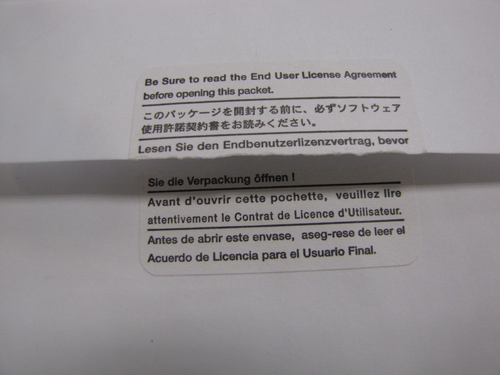 Be Sure to read the End User License Agreement
before opening this packet.
このパッケージを開封する前に、必ずソフトウェア
使用許諾契約書をお読みください。
Lesen Sie den Endbenutzerlizenzvertrag, bevor
Sie die Verpackung öffnen !
Avant d'ouvrir cette pochette, veuillez lire
attentivement le Contrat de Licence d'Utilisateur.
Antes de abrir este envase, aseg-rese de leer el
Acuerdo de Licencia para el Usuario Final.